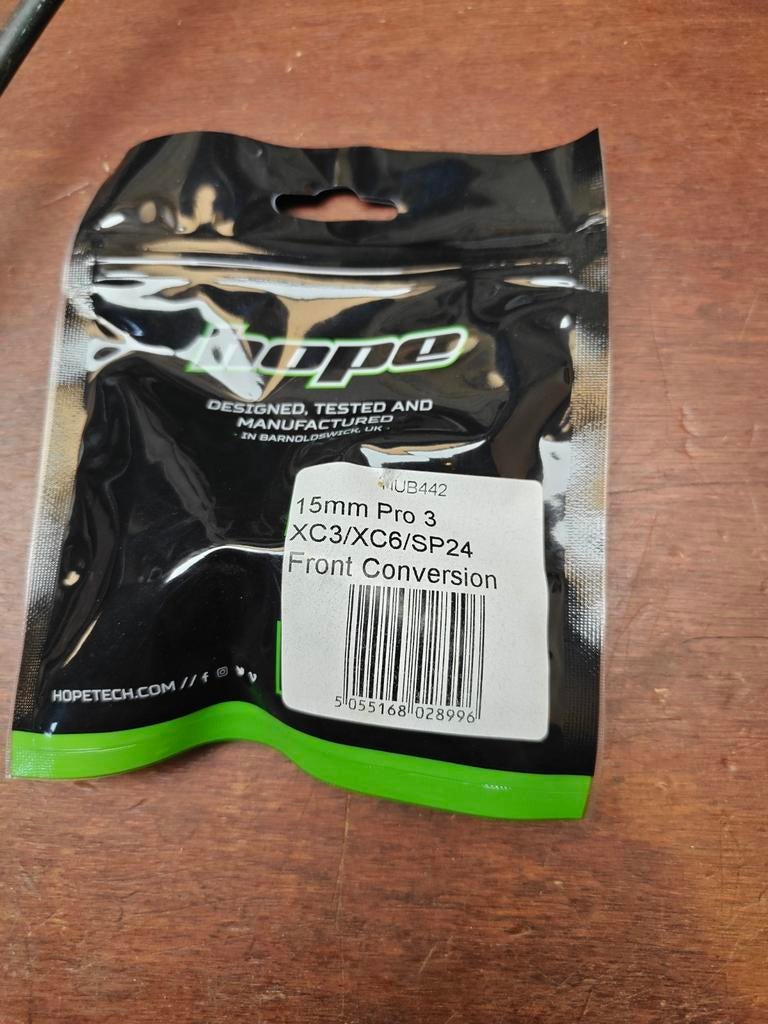 hope
DESIGNED, TESTED AND
MANUFACTURED
- IN BARNOLDSWICK, UK -
HUB442
15mm Pro 3
XC3/XC6/SP24
Front Conversion
5 055168 028996
HOPETECH.COM //